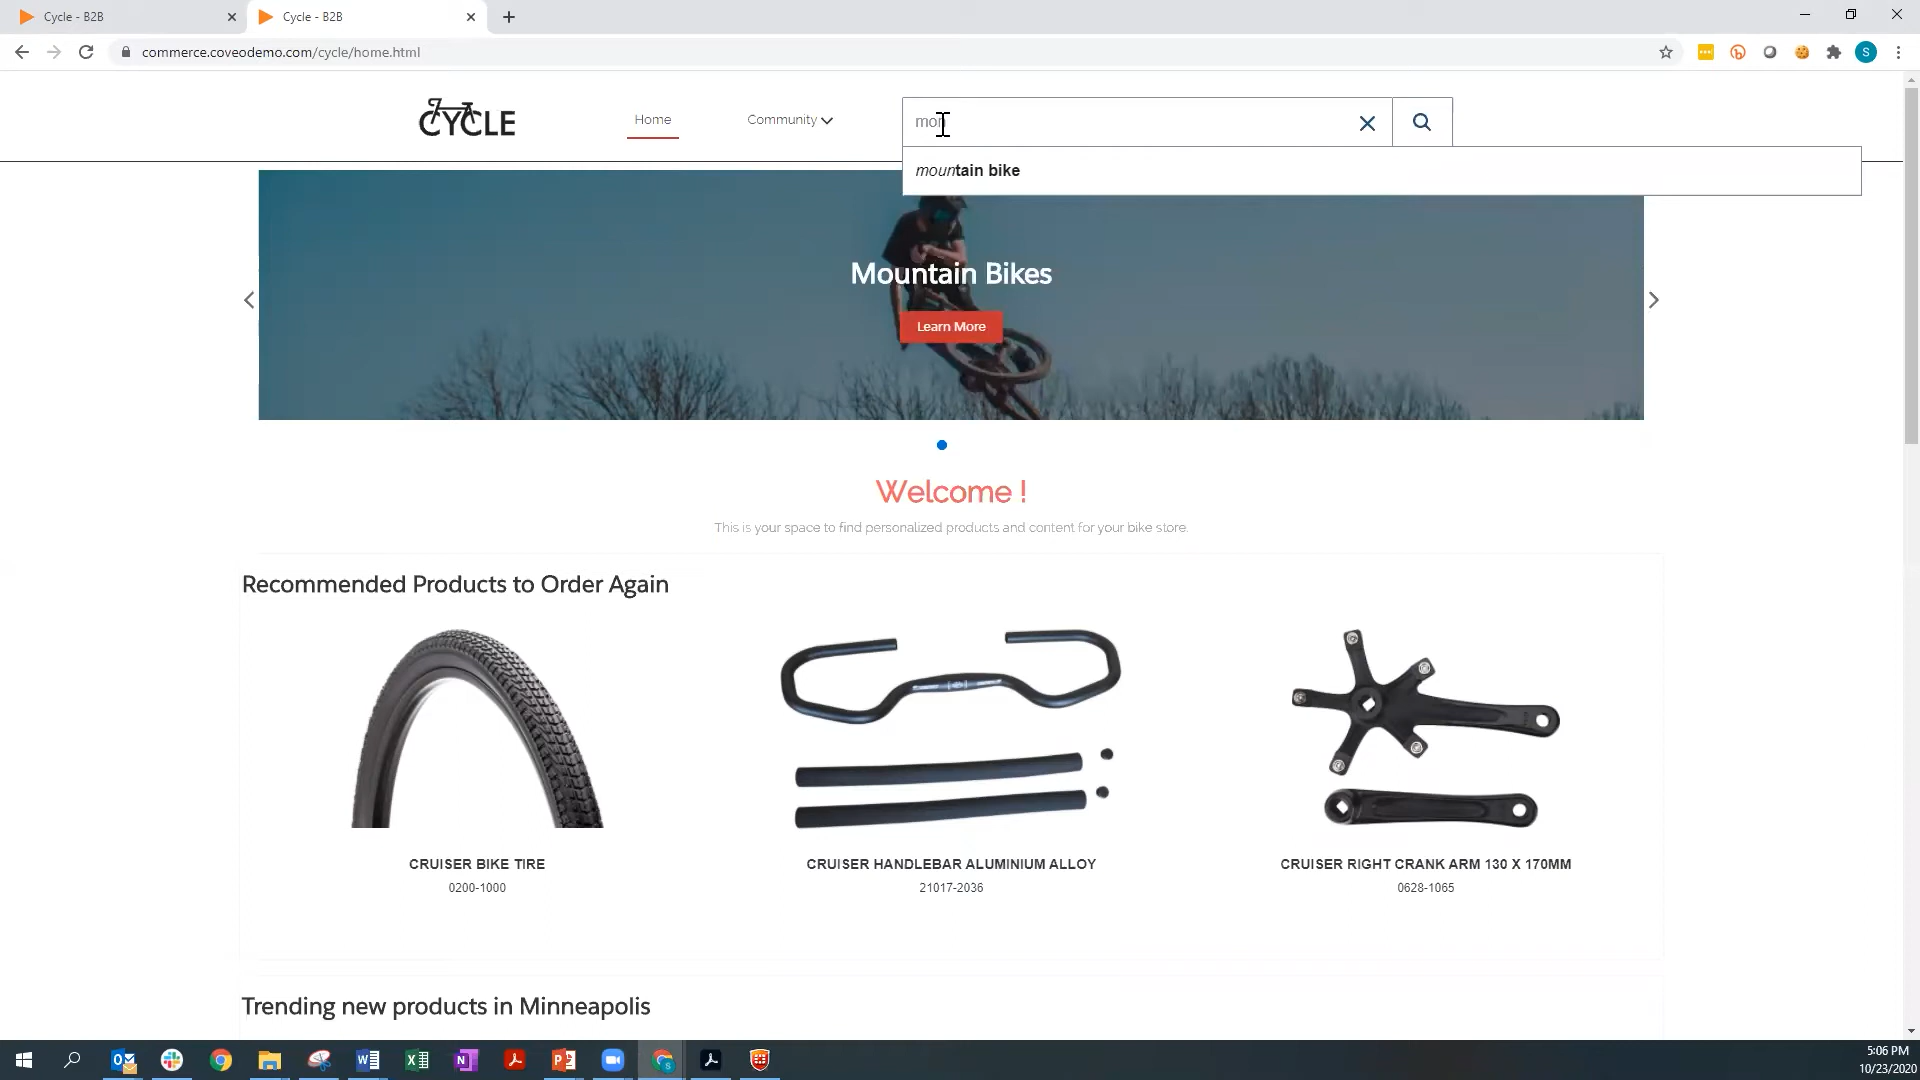 Cycle - B2B
Cycle - B2B
commerce.coveodemo.com/cycle/home.html
S
CYCLE
Home
Community
mon
mountain bike
Mountain Bikes
Learn More
Welcome !
This is your space to find personalized products and content for your bike store.
Recommended Products to Order Again
CRUISER BIKE TIRE
0200-1000
CRUISER HANDLEBAR ALUMINIUM ALLOY
21017-2036
CRUISER RIGHT CRANK ARM 130 X 170MM
0628-1065
Trending new products in Minneapolis
5:06 PM
10/23/2020